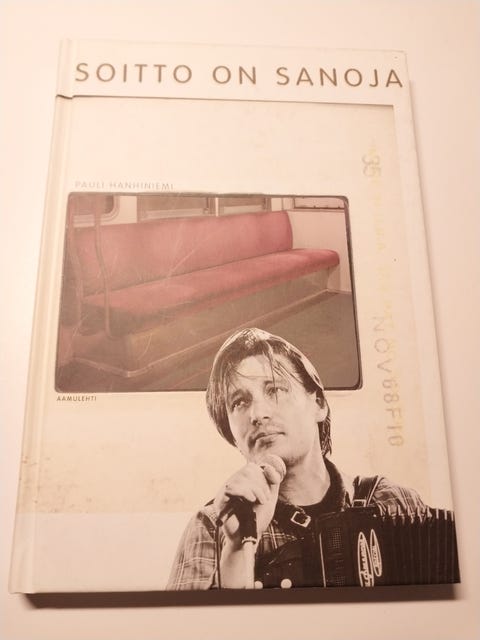 SOITTO ON SANOJA
PAULI HANHINIEMI
AAMULEHTI